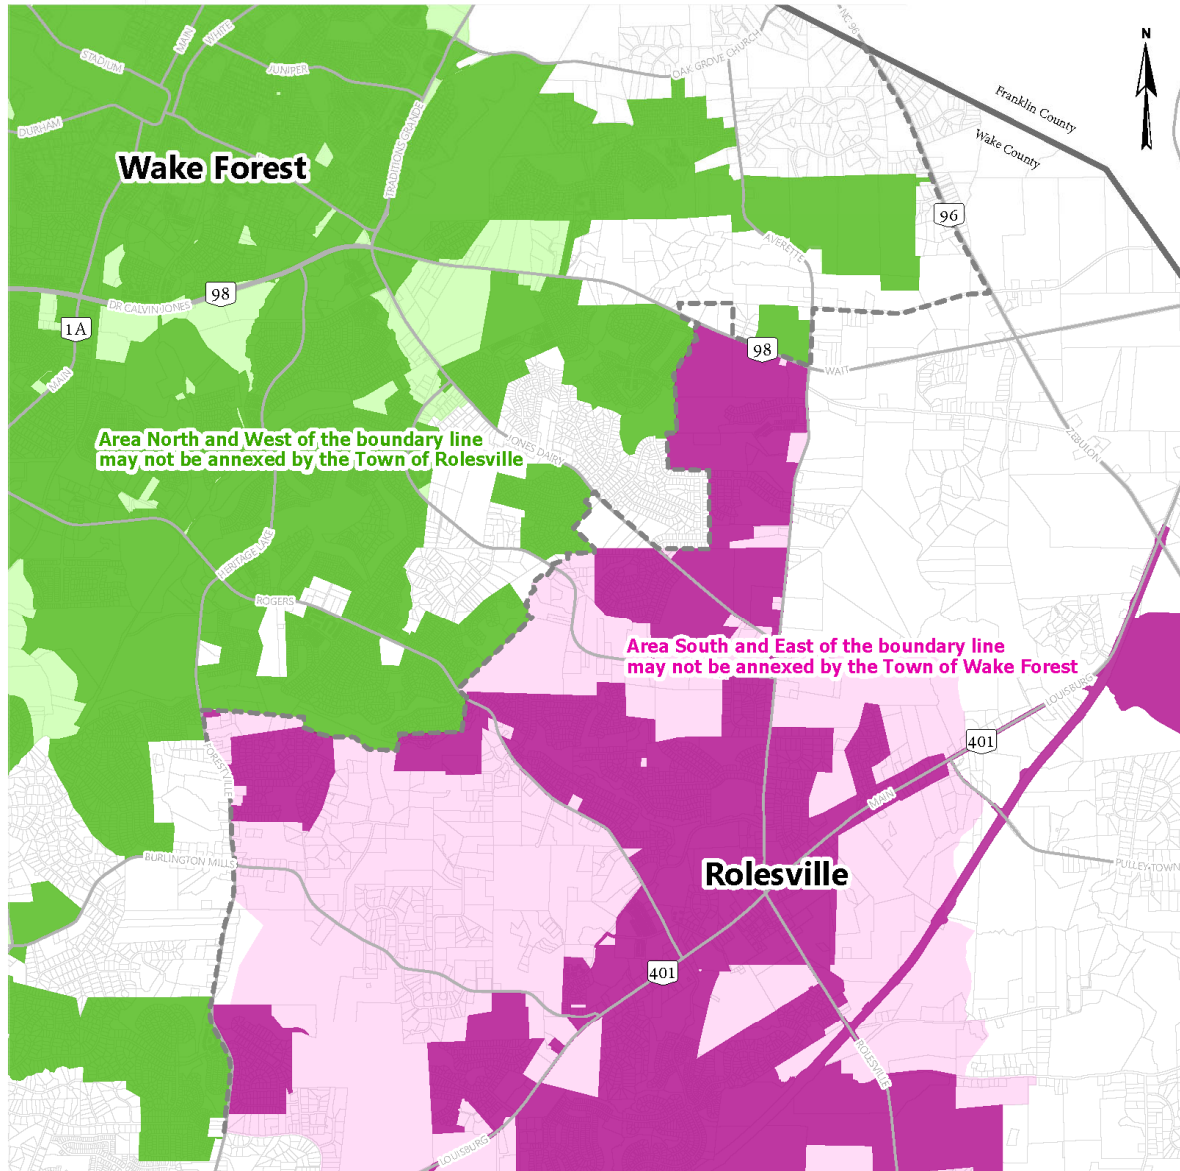 N
NC 96
WHITE
MAIN
STADIUM
JUNIPER
OAK GROVE CHURCH
Franklin County
Wake County
DURHAM
TRADITIONS GRANDE
Wake Forest
96
AVERETTE
98
DR CALVIN JONES
1A
98
WAIT
MAIN
ZEBULON
Area North and West of the boundary line
may not be annexed by the Town of Rolesville
JONES DAIRY
HERITAGE LAKE
ROGERS
Area South and East of the boundary line
may not be annexed by the Town of Wake Forest
LOUISBURG
401
FORESTVILLE
MAIN
BURLINGTON MILLS
PULLEY TOWN
Rolesville
401
ROLESVILLE
LOUISBURG